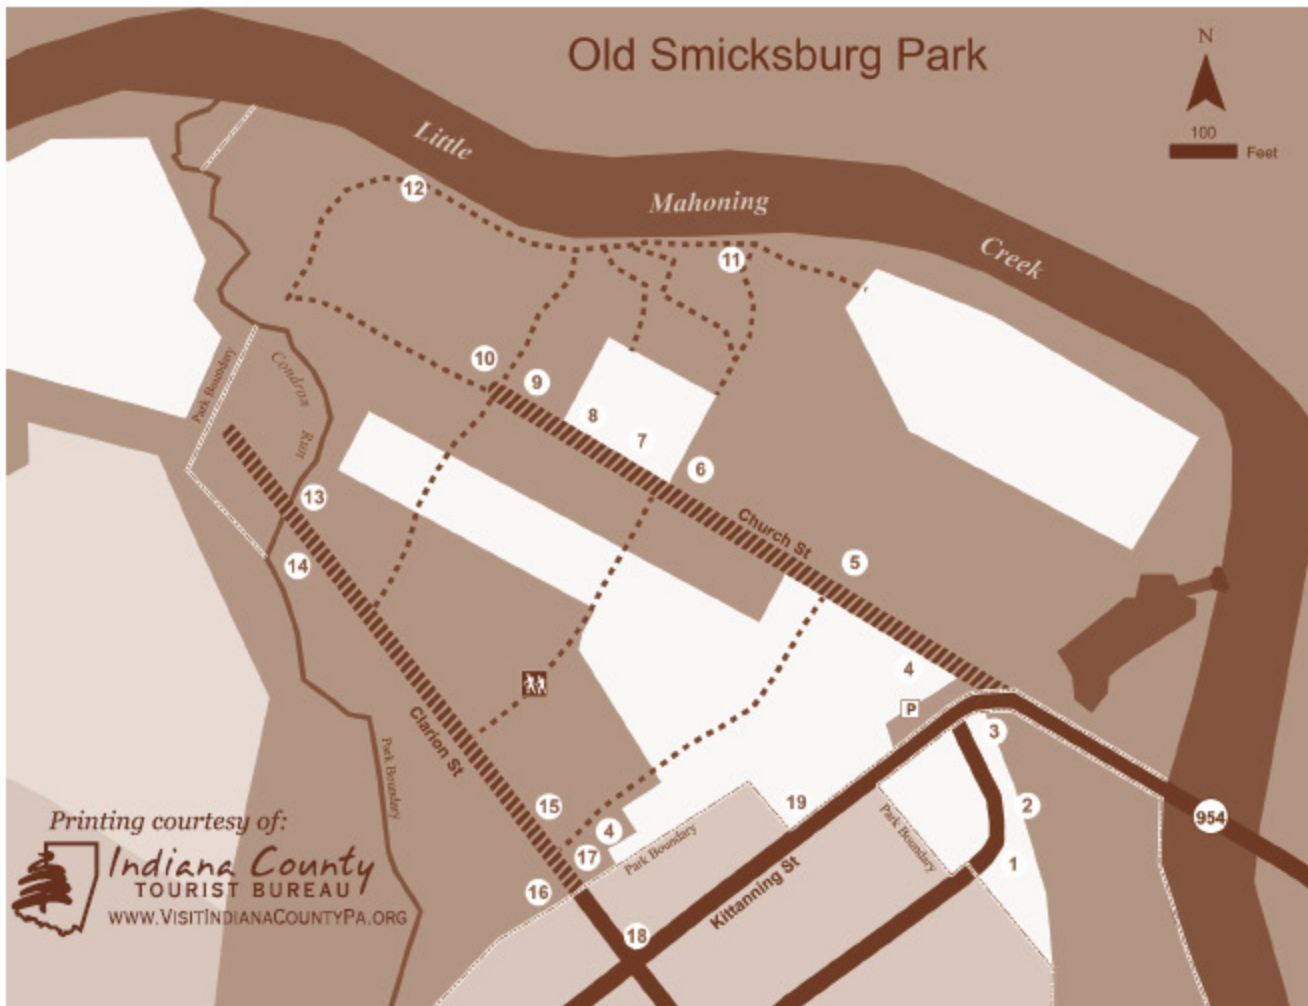 Old Smicksburg Park
N
100
Feet
Little
Mahoning
Creek
12
11
10
9
8
7
6
Park Boundary
Condron
Run
13
14
Church St
5
4
P
3
2
1
954
Clarion St
Park Boundary
15
4
17
16
19
Park Boundary
Park Boundary
Kittanning St
18
Printing courtesy of:
Indiana County
TOURIST BUREAU
WWW.VISITINDIANACOUNTYPA.ORG